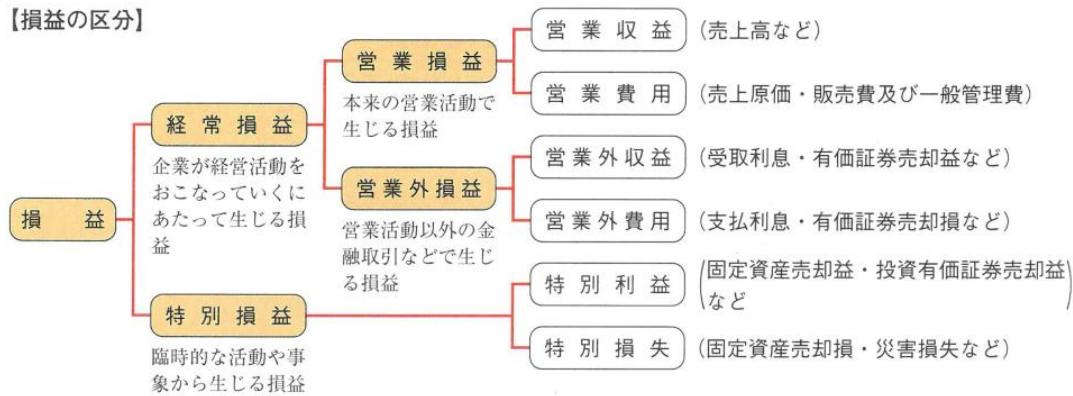 【損益の区分】
損益
経常損益
企業が経営活動を
おこなっていくに
あたって生じる損
益
営業損益
本来の営業活動で
生じる損益
営業収益（売上高など）
営業費用（売上原価・販売費及び一般管理費）
営業外損益
営業活動以外の金
融取引などで生じ
る損益
営業外収益（受取利息・有価証券売却益など）
営業外費用（支払利息・有価証券売却損など）
特別損益
臨時的な活動や事
象から生じる損益
特別利益（固定資産売却益・投資有価証券売却益
など）
特別損失（固定資産売却損・災害損失など）